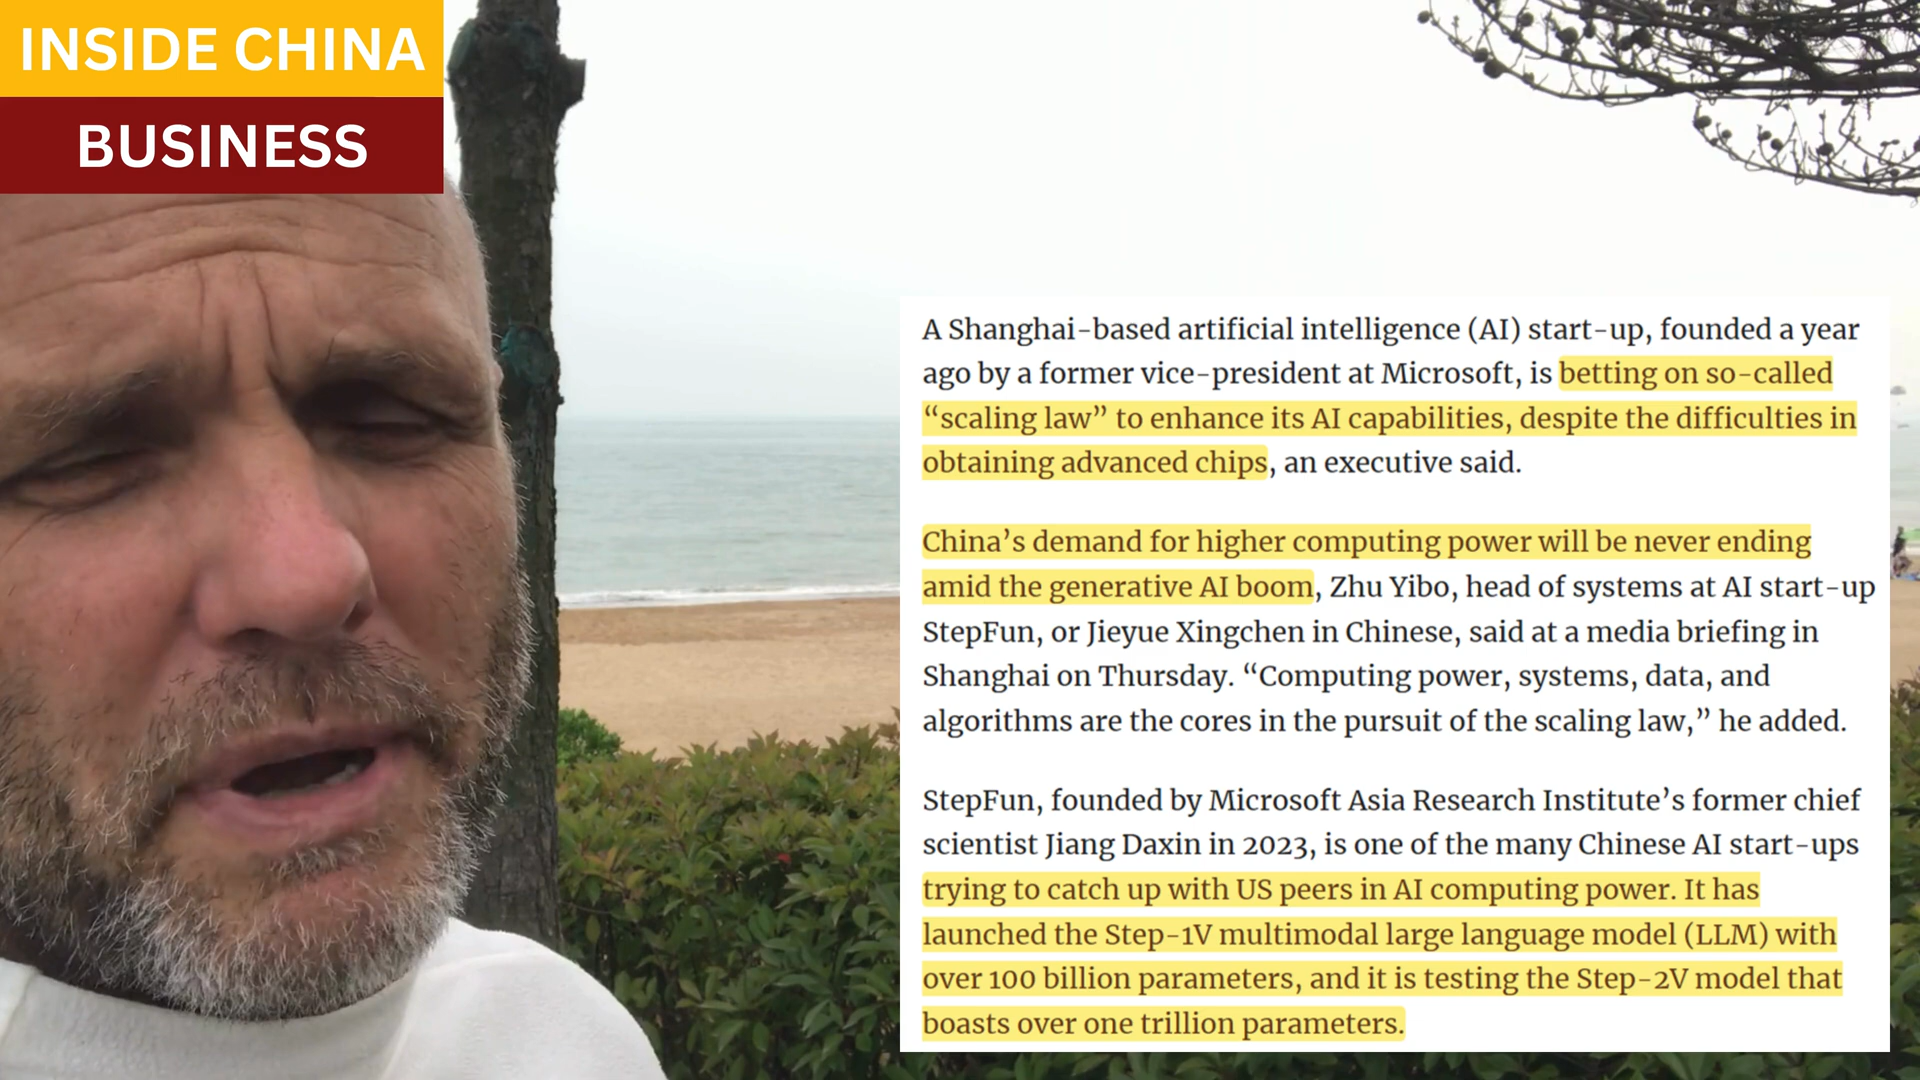 INSIDE CHINA
BUSINESS
A Shanghai-based artificial intelligence (AI) start-up, founded a year
ago by a former vice-president at Microsoft, is betting on so-called
“scaling law” to enhance its AI capabilities, despite the difficulties in
obtaining advanced chips, an executive said.
China’s demand for higher computing power will be never ending
amid the generative AI boom, Zhu Yibo, head of systems at AI start-up
StepFun, or Jieyue Xingchen in Chinese, said at a media briefing in
Shanghai on Thursday. “Computing power, systems, data, and
algorithms are the cores in the pursuit of the scaling law,” he added.
StepFun, founded by Microsoft Asia Research Institute’s former chief
scientist Jiang Daxin in 2023, is one of the many Chinese AI start-ups
trying to catch up with US peers in AI computing power. It has
launched the Step-1V multimodal large language model (LLM) with
over 100 billion parameters, and it is testing the Step-2V model that
boasts over one trillion parameters.